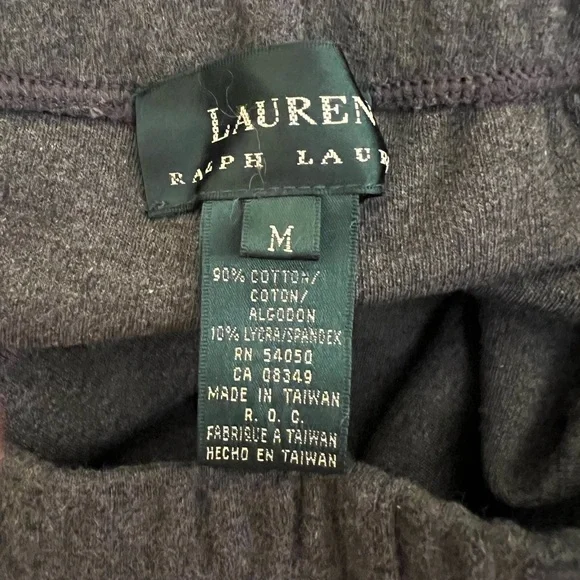 LAUREN
RALPH LAUR
M
90% COTTON/
COTON/
ALGODON
10% LYCRA/SPANDEX
RN 54050
CA 08349
MADE IN TAIWAN
R. O. C.
FABRIQUE A TAIWAN
HECHO EN TAIWAN